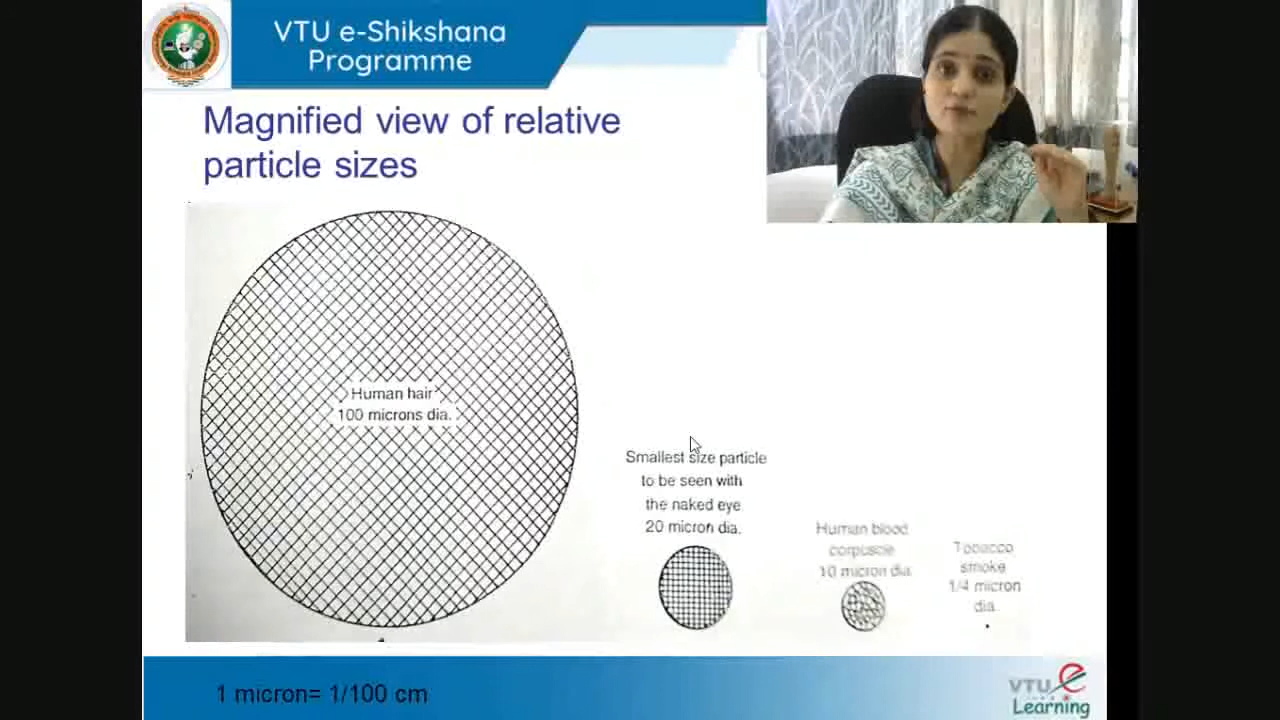 VTU e-Shikshana
Programme
Magnified view of relative
particle sizes
Human hair
100 microns dia.
Smallest size particle
to be seen with
the naked eye
20 micron dia.
Human blood
corpuscle
10 micron dia
Tobacco
smoke
1/4 micron
dia.
1 micron= 1/100 cm
VTU e
Learning